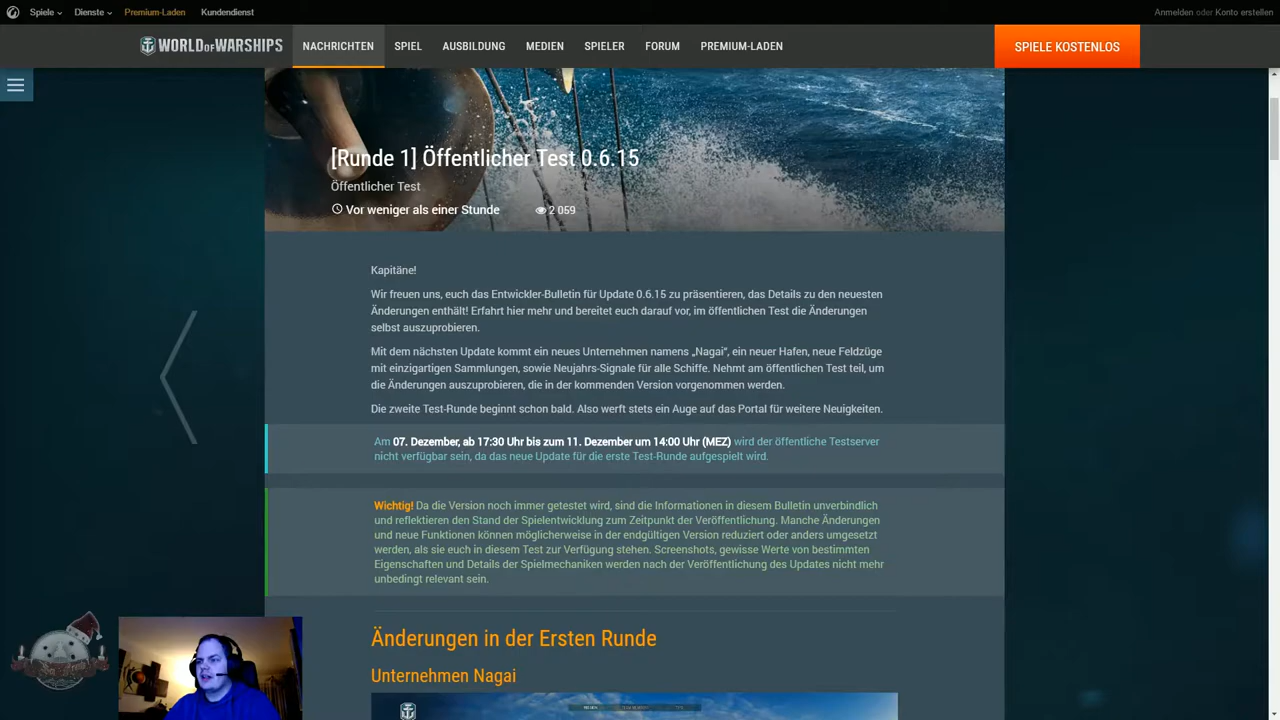 Spiele Dienste Premium-Laden Kundendienst Anmelden oder Konto erstellen
WORLD OF WARSHIPS NACHRICHTEN SPIEL AUSBILDUNG MEDIEN SPIELER FORUM PREMIUM-LADEN SPIELE KOSTENLOS
[Runde 1] Öffentlicher Test 0.6.15
Öffentlicher Test
Vor weniger als einer Stunde 2 059
Kapitäne!
Wir freuen uns, euch das Entwickler-Bulletin für Update 0.6.15 zu präsentieren, das Details zu den neuesten
Änderungen enthält! Erfahrt hier mehr und bereitet euch darauf vor, im öffentlichen Test die Änderungen
selbst auszuprobieren.
Mit dem nächsten Update kommt ein neues Unternehmen namens „Nagai", ein neuer Hafen, neue Feldzüge
mit einzigartigen Sammlungen, sowie Neujahrs-Signale für alle Schiffe. Nehmt am öffentlichen Test teil, um
die Änderungen auszuprobieren, die in der kommenden Version vorgenommen werden.
Die zweite Test-Runde beginnt schon bald. Also werft stets ein Auge auf das Portal für weitere Neuigkeiten.
Am 07. Dezember, ab 17:30 Uhr bis zum 11. Dezember um 14:00 Uhr (MEZ) wird der öffentliche Testserver
nicht verfügbar sein, da das neue Update für die erste Test-Runde aufgespielt wird.
Wichtig! Da die Version noch immer getestet wird, sind die Informationen in diesem Bulletin unverbindlich
und reflektieren den Stand der Spielentwicklung zum Zeitpunkt der Veröffentlichung. Manche Änderungen
und neue Funktionen können möglicherweise in der endgültigen Version reduziert oder anders umgesetzt
werden, als sie euch in diesem Test zur Verfügung stehen. Screenshots, gewisse Werte von bestimmten
Eigenschaften und Details der Spielmechaniken werden nach der Veröffentlichung des Updates nicht mehr
unbedingt relevant sein.
Änderungen in der Ersten Runde
Unternehmen Nagai